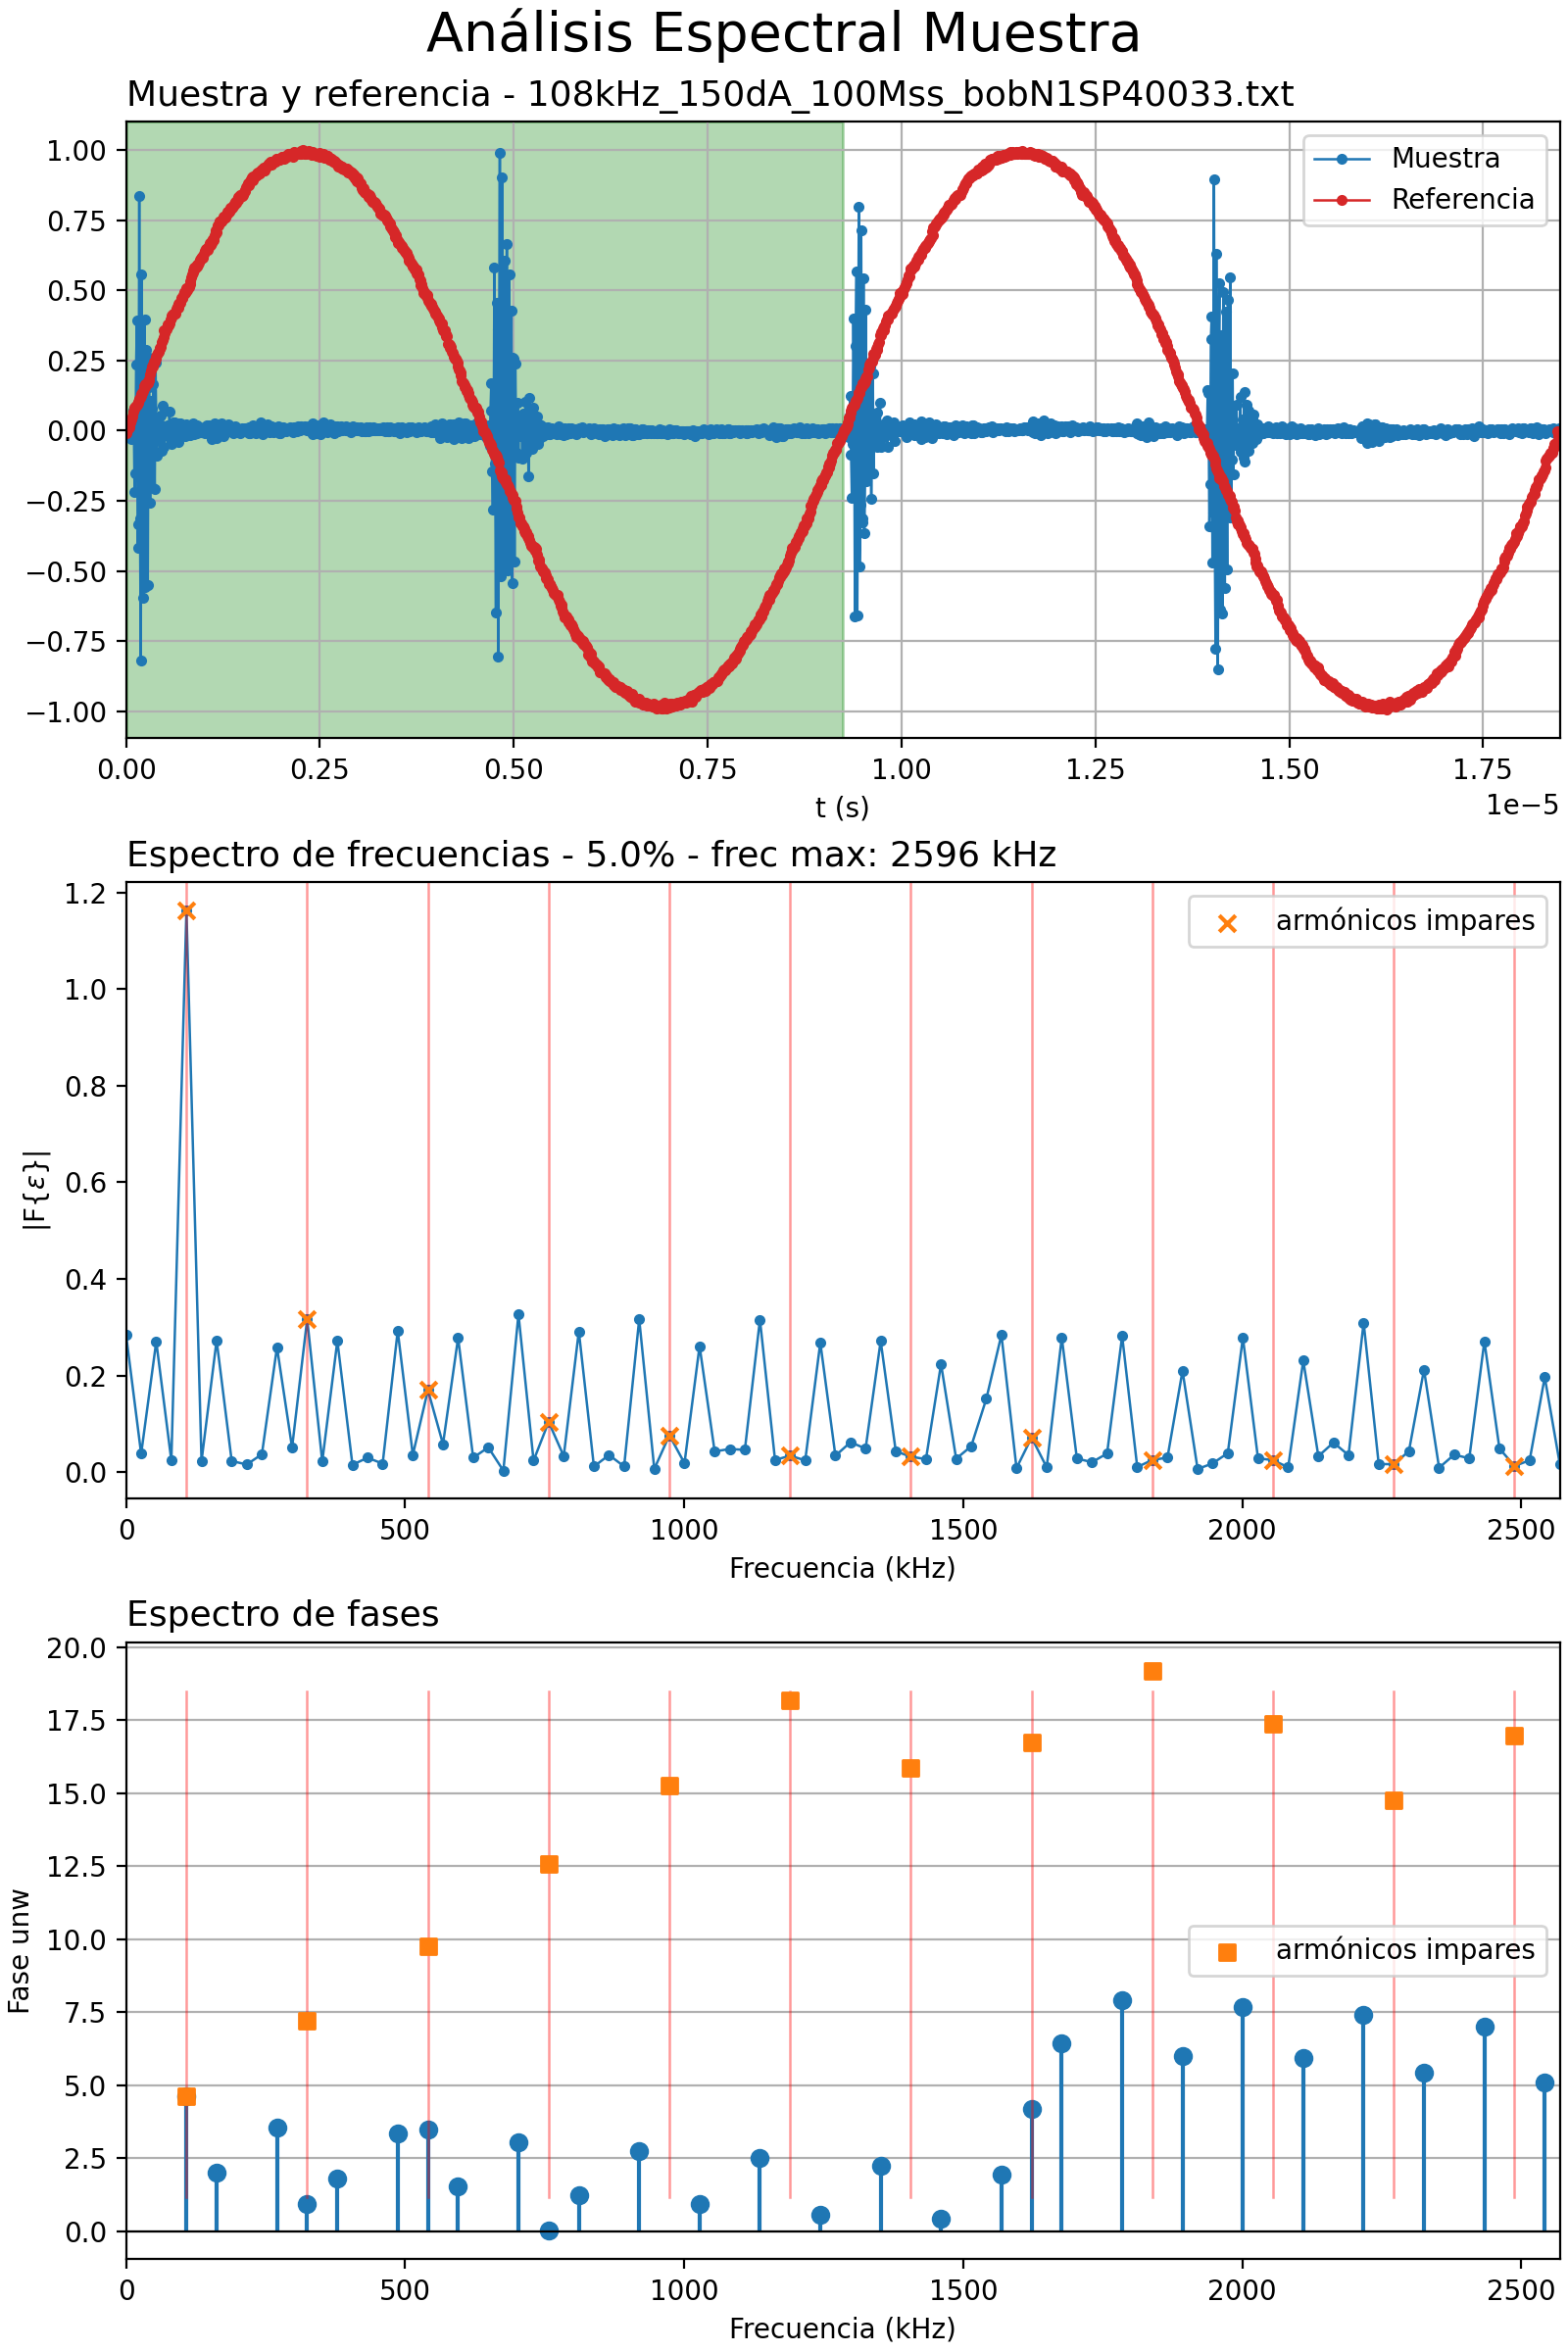 Análisis Espectral Muestra
Muestra y referencia - 108kHz_150dA_100Mss_bobN1SP40033.txt
1.00
0.75
0.50
0.25
0.00
−0.25
−0.50
−0.75
−1.00
Muestra
Referencia
0.00 0.25 0.50 0.75 1.00 1.25 1.50 1.75
1e−5
t (s)
Espectro de frecuencias - 5.0% - frec max: 2596 kHz
1.2
1.0
0.8
0.6
0.4
0.2
0.0
|F{ε}|
armónicos impares
0 500 1000 1500 2000 2500
Frecuencia (kHz)
Espectro de fases
20.0
17.5
15.0
12.5
10.0
7.5
5.0
2.5
0.0
Fase unw
armónicos impares
0 500 1000 1500 2000 2500
Frecuencia (kHz)